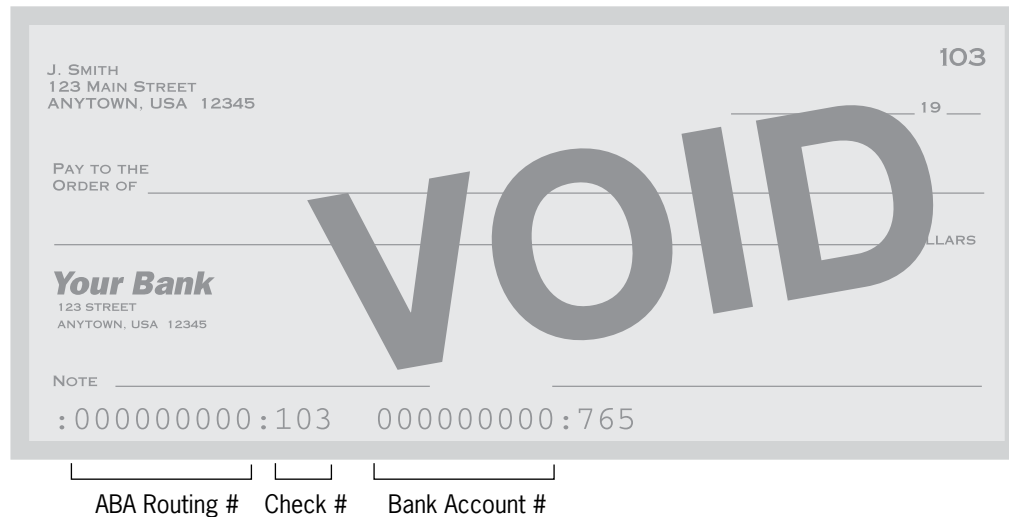 103
J. SMITH
123 MAIN STREET
ANYTOWN, USA 12345
19
PAY TO THE
ORDER OF
VOID
LLARS
Your Bank
123 STREET
ANYTOWN, USA 12345
NOTE
:000000000:103 000000000:765
ABA Routing # Check # Bank Account #